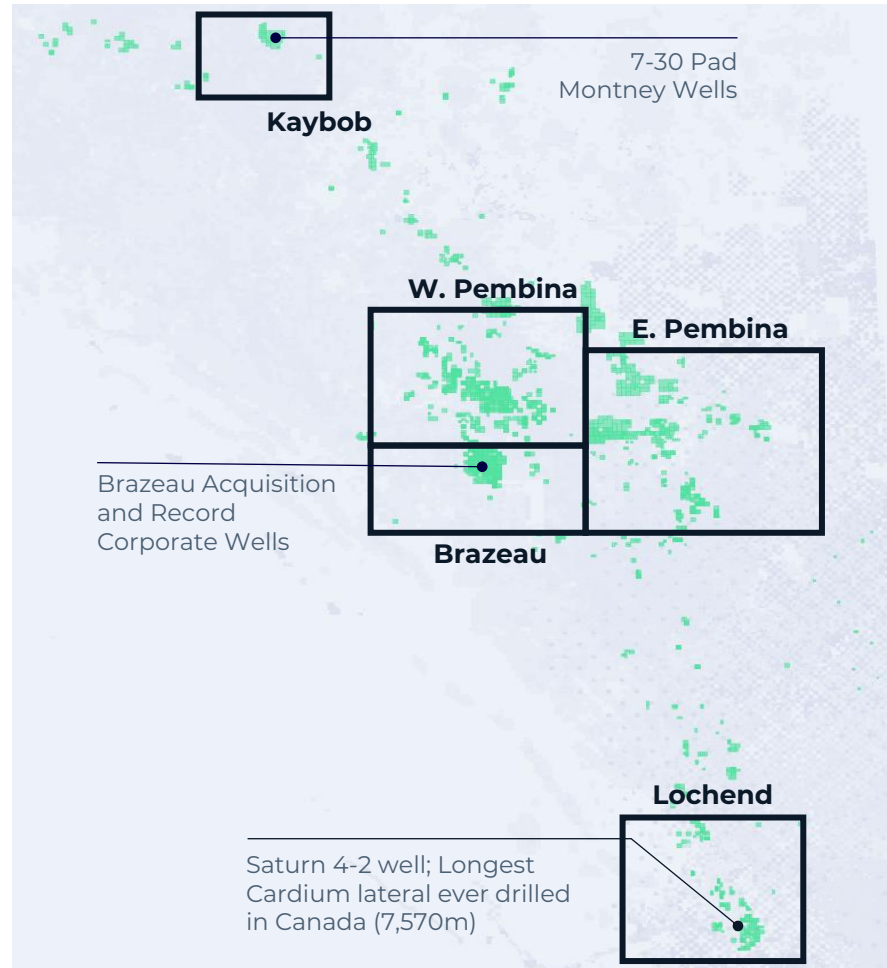 7-30 Pad
Montney Wells
Kaybob
W. Pembina
E. Pembina
Brazeau Acquisition
and Record
Corporate Wells
Brazeau
Lochend
Saturn 4-2 well; Longest
Cardium lateral ever drilled
in Canada (7,570m)